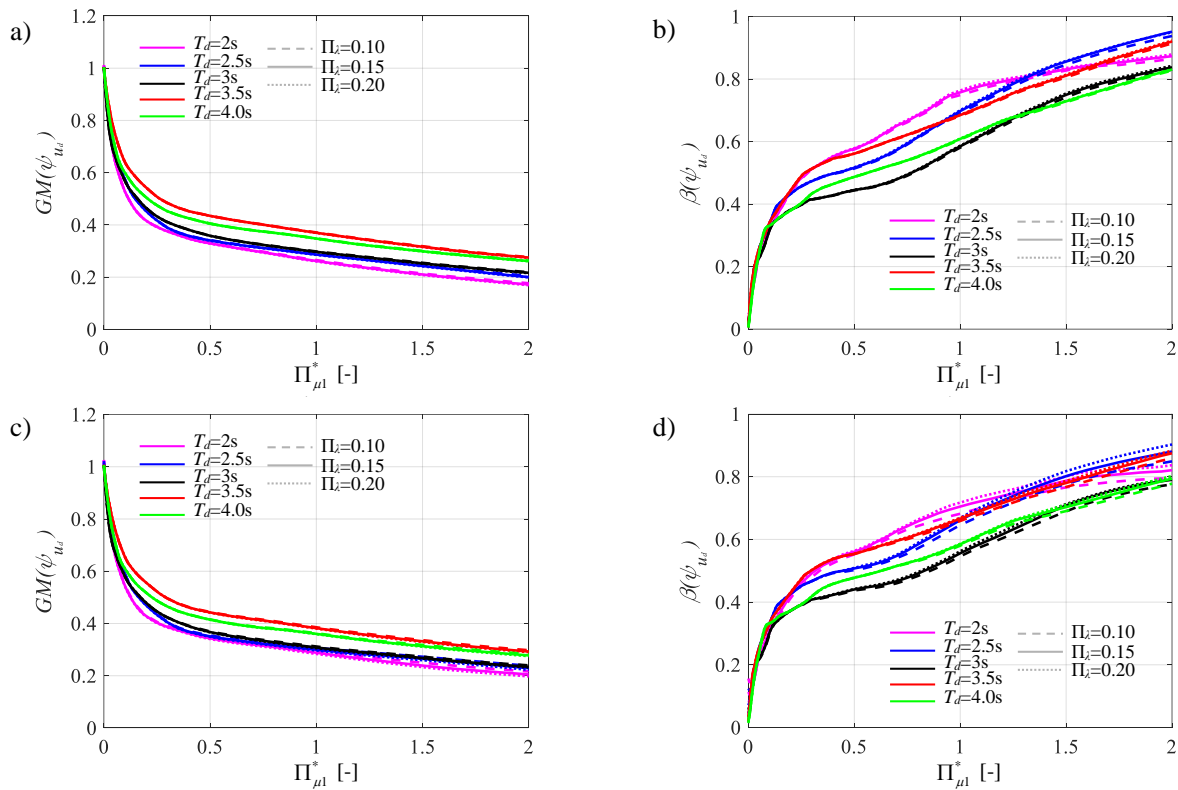 a)
GM(ψ_{u_d})
1.2
1
0.8
0.6
0.4
0.2
0
T_d=2s
T_d=2.5s
T_d=3s
T_d=3.5s
T_d=4.0s
Π_λ=0.10
Π_λ=0.15
Π_λ=0.20
0 0.5 1 1.5 2
Π*_{μ1} [-]
b)
β(ψ_{u_d})
1
0.8
0.6
0.4
0.2
0
T_d=2s
T_d=2.5s
T_d=3s
T_d=3.5s
T_d=4.0s
Π_λ=0.10
Π_λ=0.15
Π_λ=0.20
0 0.5 1 1.5 2
Π*_{μ1} [-]
c)
GM(ψ_{u_d})
1.2
1
0.8
0.6
0.4
0.2
0
T_d=2s
T_d=2.5s
T_d=3s
T_d=3.5s
T_d=4.0s
Π_λ=0.10
Π_λ=0.15
Π_λ=0.20
0 0.5 1 1.5 2
Π*_{μ1} [-]
d)
β(ψ_{u_d})
1
0.8
0.6
0.4
0.2
0
T_d=2s
T_d=2.5s
T_d=3s
T_d=3.5s
T_d=4.0s
Π_λ=0.10
Π_λ=0.15
Π_λ=0.20
0 0.5 1 1.5 2
Π*_{μ1} [-]